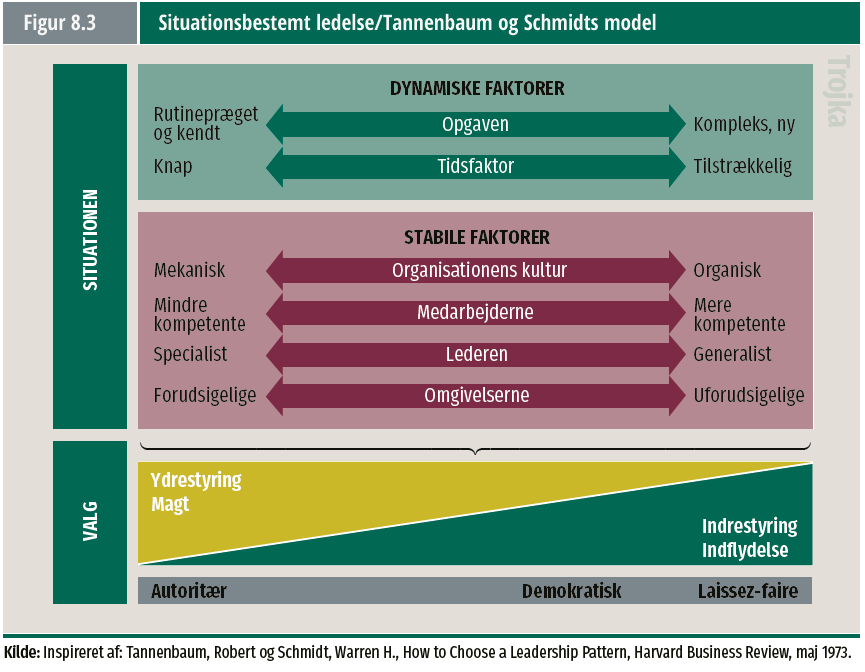 Figur 8.3
Situationsbestemt ledelse/Tannenbaum og Schmidts model
Trojka
SITUATIONEN
DYNAMISKE FAKTORER
Rutinepræget
og kendt
Opgaven
Kompleks, ny
Knap
Tidsfaktor
Tilstrækkelig
STABILE FAKTORER
Mekanisk
Organisationens kultur
Organisk
Mindre
kompetente
Medarbejderne
Mere
kompetente
Specialist
Lederen
Generalist
Forudsigelige
Omgivelserne
Uforudsigelige
VALG
Ydrestyring
Magt
Indrestyring
Indflydelse
Autoritær
Demokratisk
Laissez-faire
Kilde: Inspireret af: Tannenbaum, Robert og Schmidt, Warren H., How to Choose a Leadership Pattern, Harvard Business Review, maj 1973.